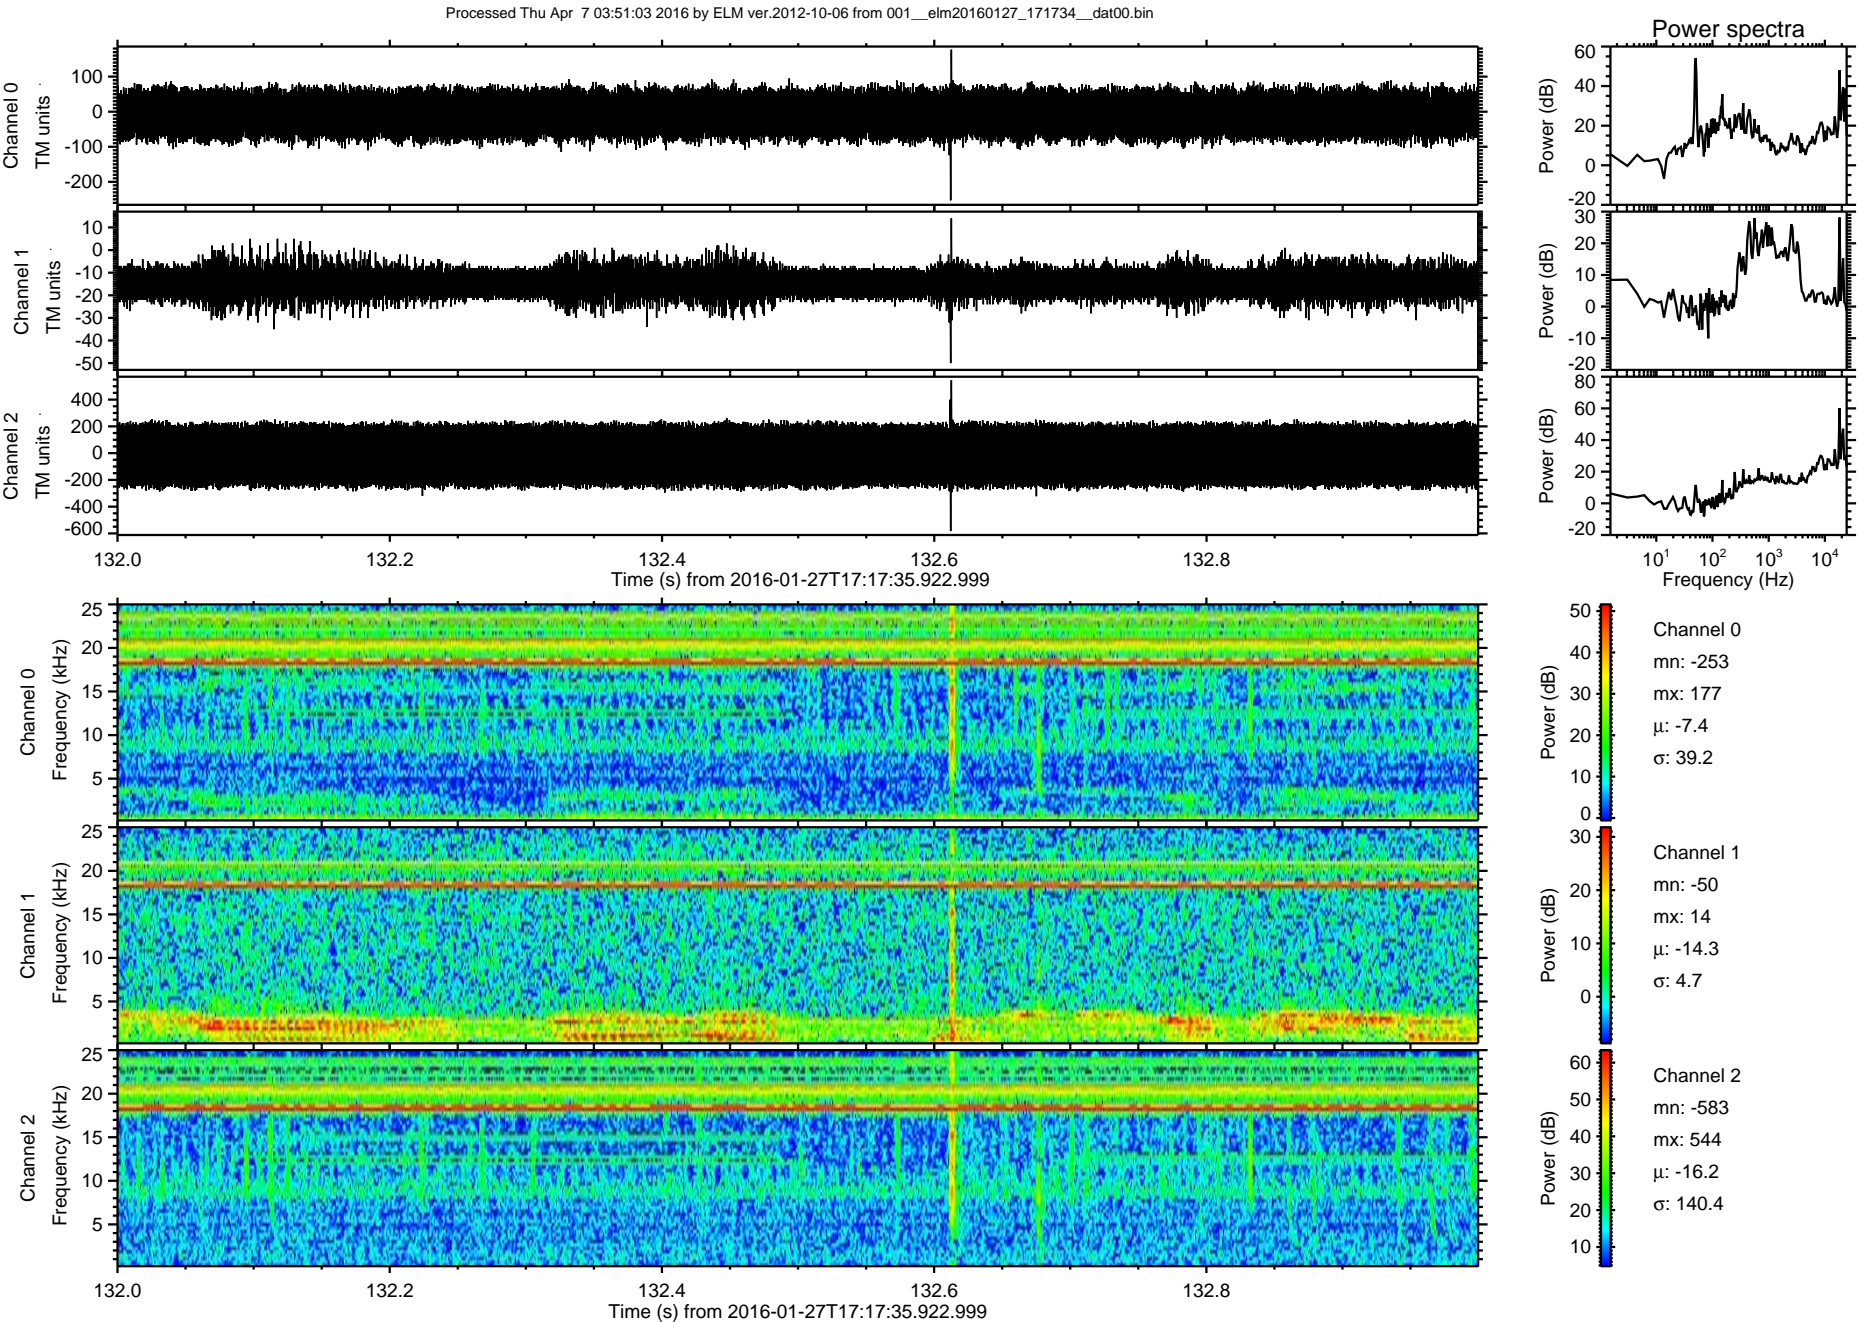 Processed Thu Apr  7 03:51:03 2016 by ELM ver.2012-10-06 from 001__elm20160127_171734__dat00.bin
Power spectra
Channel 0
TM units
100
0
-100
-200
Power (dB)
60
40
20
0
-20
Channel 1
TM units
10
0
-10
-20
-30
-40
-50
Power (dB)
30
20
10
0
-10
-20
Channel 2
TM units
400
200
0
-200
-400
-600
Power (dB)
80
60
40
20
0
-20
132.0 132.2 132.4 132.6 132.8
Time (s) from 2016-01-27T17:17:35.922.999
10^1 10^2 10^3 10^4
Frequency (Hz)
Channel 0
Frequency (kHz)
25
20
15
10
5
Power (dB)
50
40
30
20
10
0
Channel 0
mn: -253
mx: 177
μ: -7.4
σ: 39.2
Channel 1
Frequency (kHz)
25
20
15
10
5
Power (dB)
30
20
10
0
Channel 1
mn: -50
mx: 14
μ: -14.3
σ: 4.7
Channel 2
Frequency (kHz)
25
20
15
10
5
Power (dB)
60
50
40
30
20
10
Channel 2
mn: -583
mx: 544
μ: -16.2
σ: 140.4
132.0 132.2 132.4 132.6 132.8
Time (s) from 2016-01-27T17:17:35.922.999